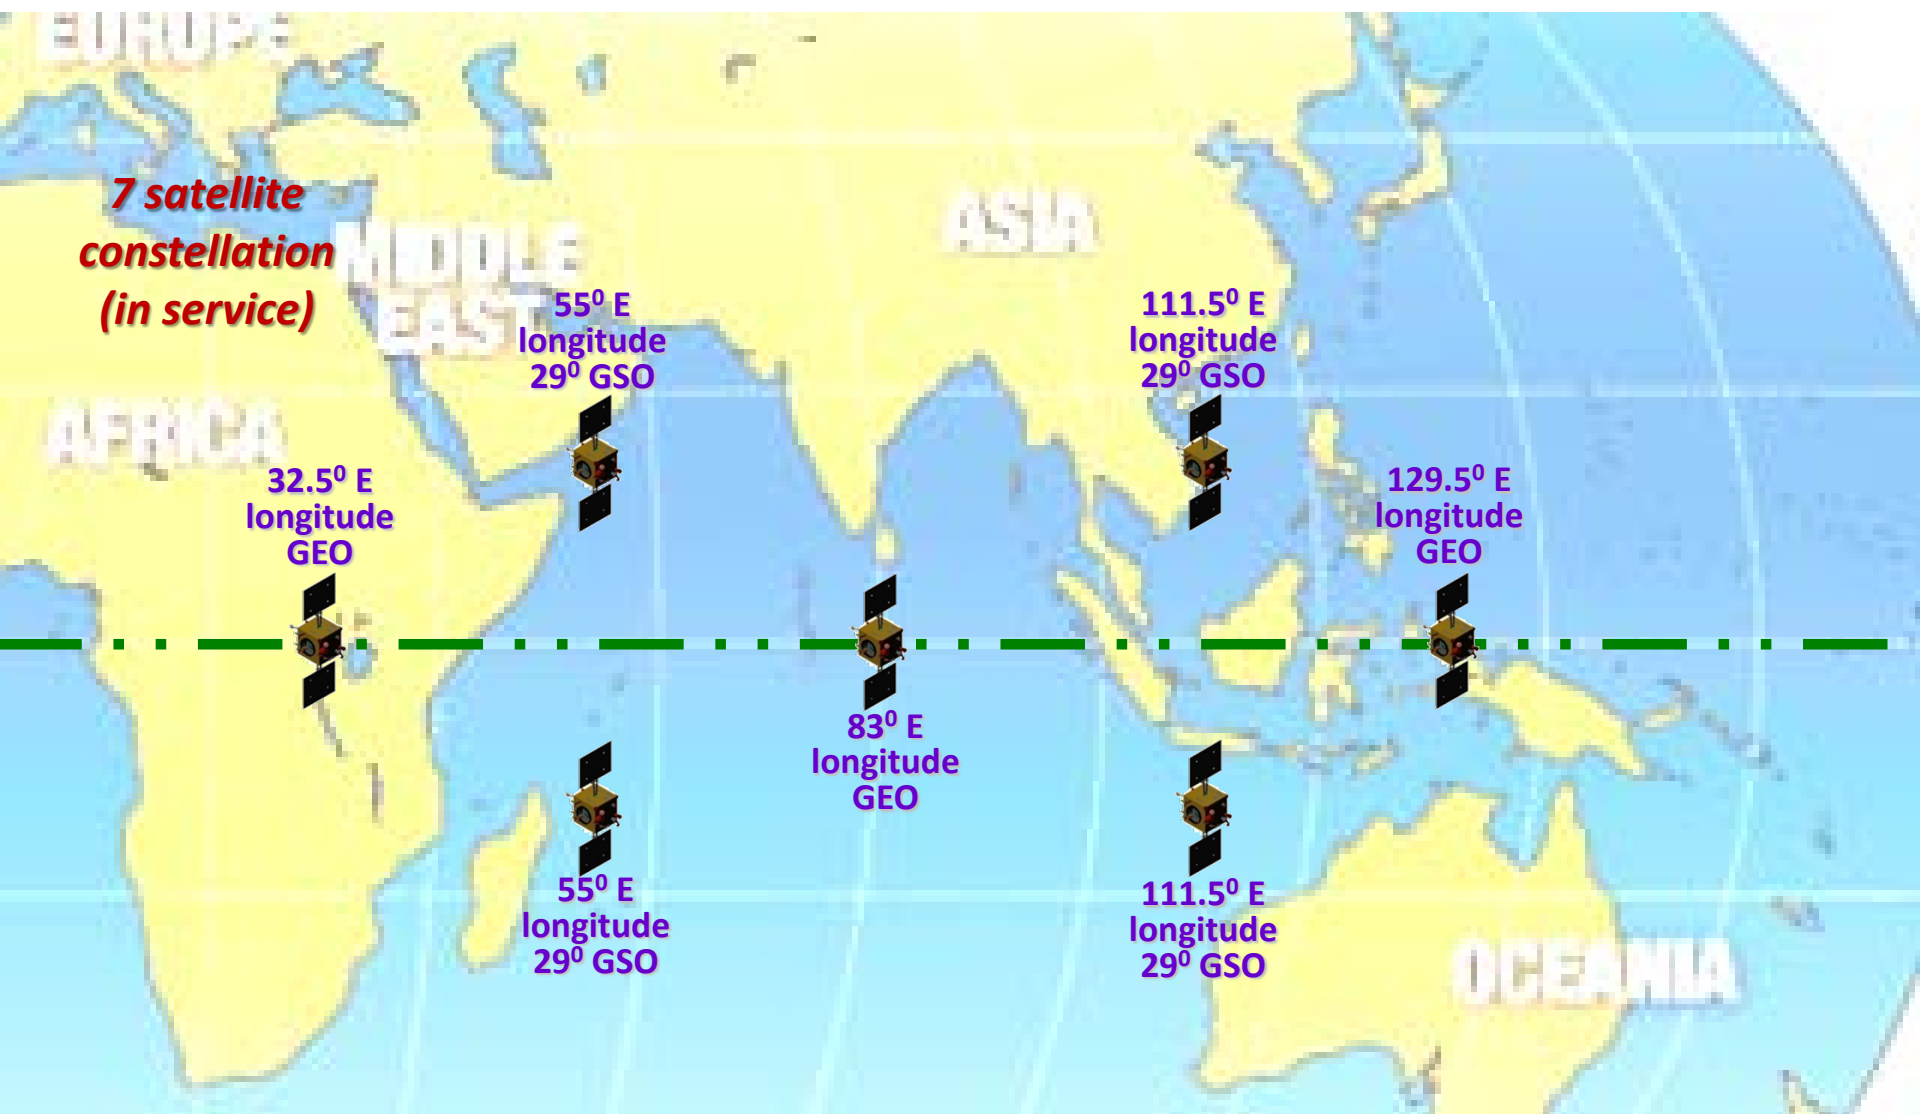 EUROPE
7 satellite
constellation
(in service)
MIDDLE
EAST
ASIA
55⁰ E
longitude
29⁰ GSO
111.5⁰ E
longitude
29⁰ GSO
AFRICA
32.5⁰ E
longitude
GEO
129.5⁰ E
longitude
GEO
83⁰ E
longitude
GEO
55⁰ E
longitude
29⁰ GSO
111.5⁰ E
longitude
29⁰ GSO
OCEANIA